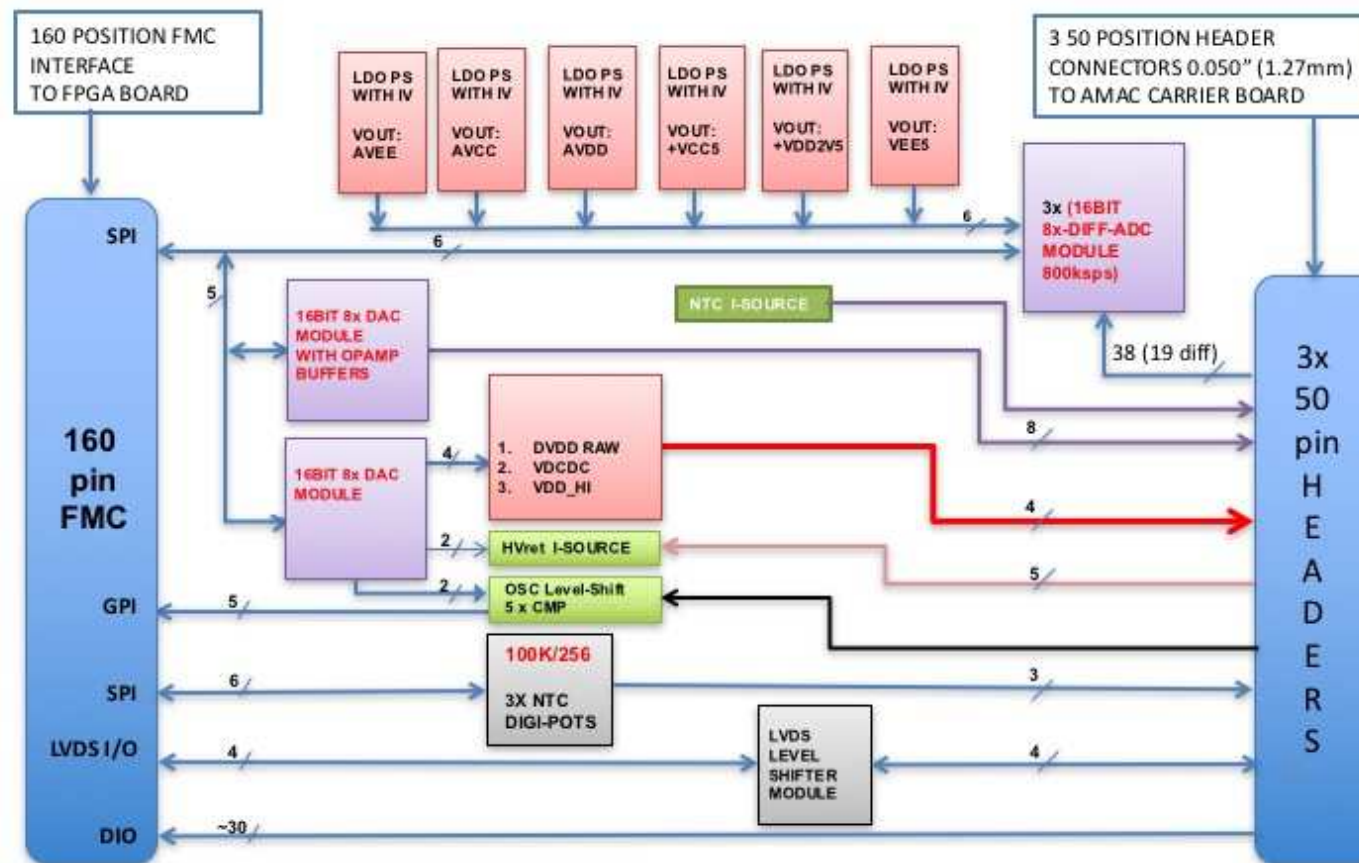 160 POSITION FMC
INTERFACE
TO FPGA BOARD
LDO PS
WITH IV
VOUT:
AVEE
LDO PS
WITH IV
VOUT:
AVCC
LDO PS
WITH IV
VOUT:
AVDD
LDO PS
WITH IV
VOUT:
+VCC5
LDO PS
WITH IV
VOUT:
+VDD2V5
LDO PS
WITH IV
VOUT:
VEE5
3 50 POSITION HEADER
CONNECTORS 0.050” (1.27mm)
TO AMAC CARRIER BOARD
3x (16BIT
8x-DIFF-ADC
MODULE
800ksps)
6
SPI
6
5
16BIT 8x DAC
MODULE
WITH OPAMP
BUFFERS
NTC I-SOURCE
38 (19 diff)
8
16BIT 8x DAC
MODULE
4
1. DVDD RAW
2. VDCDC
3. VDD_HI
4
2
HVret I-SOURCE
5
2
OSC Level-Shift
5 x CMP
GPI
5
100K/256
3X NTC
DIGI-POTS
SPI
6
3
LVDS I/O
4
LVDS
LEVEL
SHIFTER
MODULE
4
DIO
~30
160
pin
FMC
3x
50
pin
H
E
A
D
E
R
S